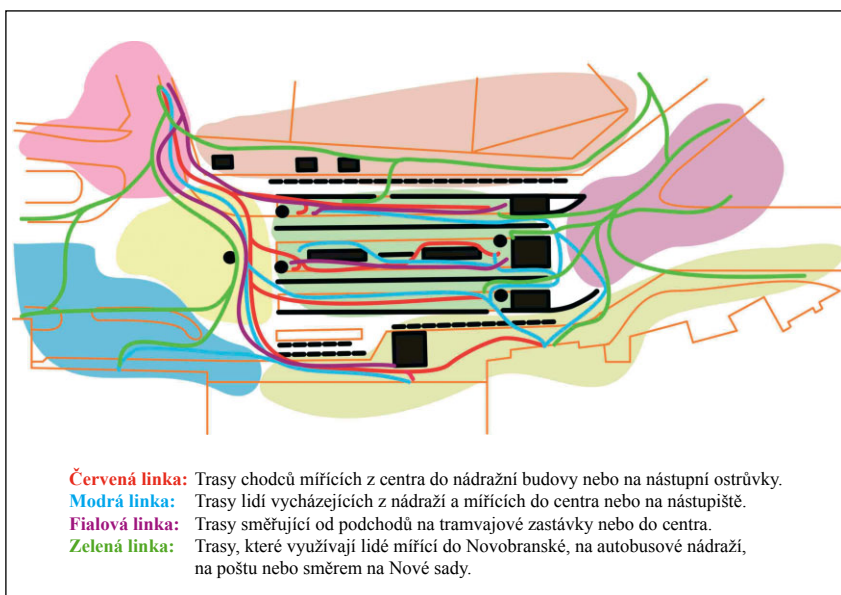 Červená linka: Trasy chodců mířících z centra do nádražní budovy nebo na nástupní ostrůvky.
Modrá linka: Trasy lidí vycházejících z nádraží a mířících do centra nebo na nástupiště.
Fialová linka: Trasy směřující od podchodů na tramvajové zastávky nebo do centra.
Zelená linka: Trasy, které využívají lidé mířící do Novobranské, na autobusové nádraží,
na poštu nebo směrem na Nové sady.